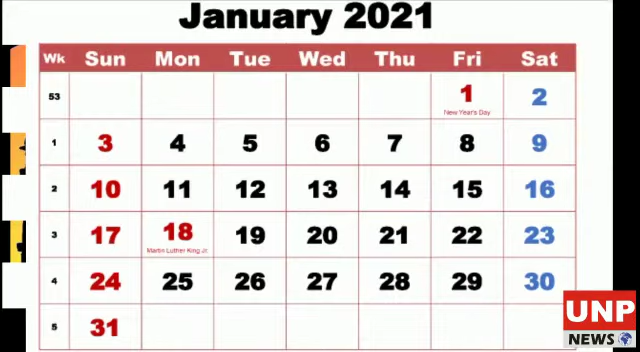 January 2021
Wk Sun Mon Tue Wed Thu Fri Sat
53 1 2
New Year's Day
1 3 4 5 6 7 8 9
2 10 11 12 13 14 15 16
3 17 18 19 20 21 22 23
Martin Luther King Jr.
4 24 25 26 27 28 29 30
5 31
UNP
NEWS